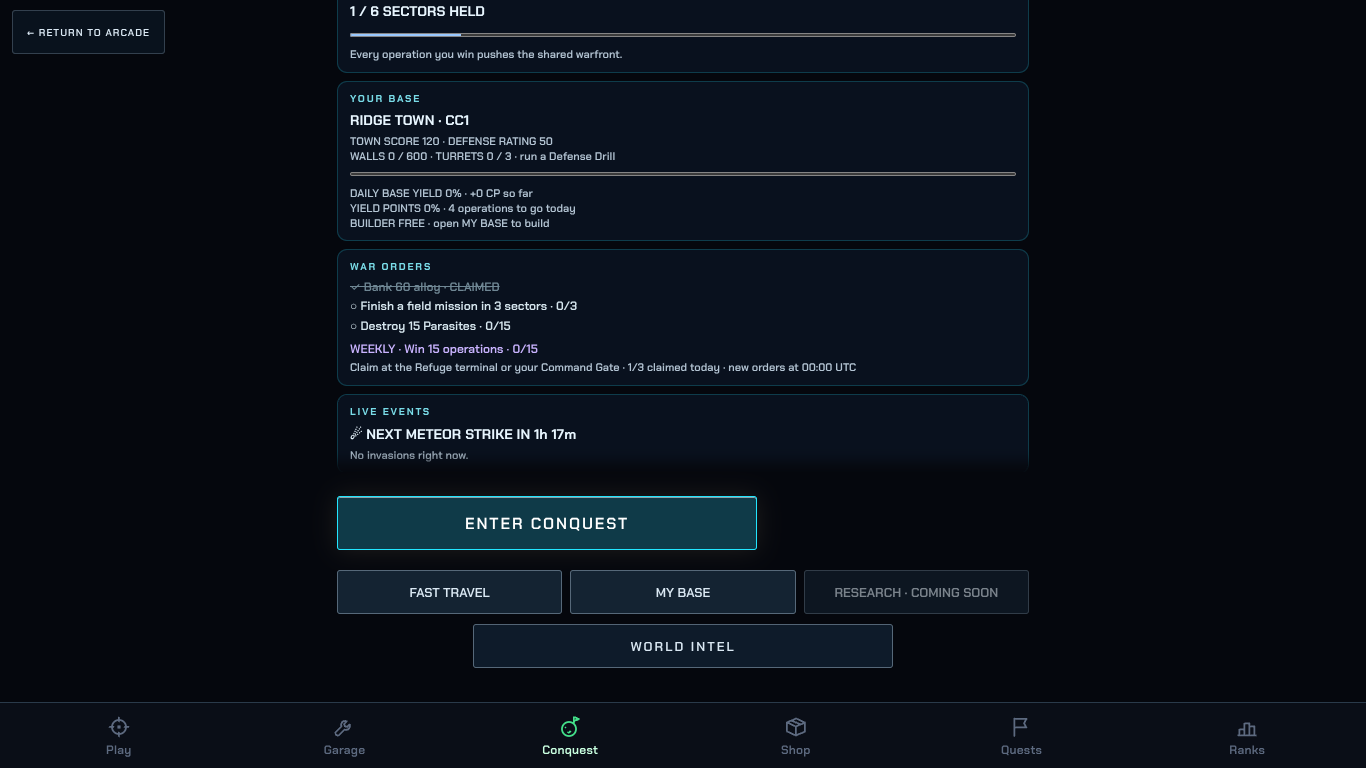 ← RETURN TO ARCADE
1 / 6 SECTORS HELD
Every operation you win pushes the shared warfront.
YOUR BASE
RIDGE TOWN · CC1
TOWN SCORE 120 · DEFENSE RATING 50
WALLS 0 / 600 · TURRETS 0 / 3 · run a Defense Drill
DAILY BASE YIELD 0% · +0 CP so far
YIELD POINTS 0% · 4 operations to go today
BUILDER FREE · open MY BASE to build
WAR ORDERS
✓ Bank 60 alloy · CLAIMED
○ Finish a field mission in 3 sectors · 0/3
○ Destroy 15 Parasites · 0/15
WEEKLY · Win 15 operations · 0/15
Claim at the Refuge terminal or your Command Gate · 1/3 claimed today · new orders at 00:00 UTC
LIVE EVENTS
☄ NEXT METEOR STRIKE IN 1h 17m
No invasions right now.
ENTER CONQUEST
FAST TRAVEL
MY BASE
RESEARCH · COMING SOON
WORLD INTEL
Play
Garage
Conquest
Shop
Quests
Ranks